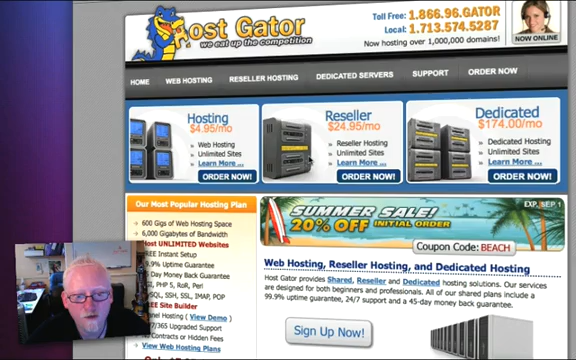 Host Gator
we eat up the competition
Toll Free: 1.866.96.GATOR
Local: 1.713.574.5287
Now hosting over 1,000,000 domains!
NOW ONLINE
HOME WEB HOSTING RESELLER HOSTING DEDICATED SERVERS SUPPORT ORDER NOW
Hosting
$4.95/mo
Web Hosting
Unlimited Sites
Learn More ...
ORDER NOW!
Reseller
$24.95/mo
Reseller Hosting
Unlimited Sites
Learn More ...
ORDER NOW!
Dedicated
$174.00/mo
Dedicated Hosting
Unlimited Sites
Learn More ...
ORDER NOW!
Our Most Popular Hosting Plan
600 Gigs of Web Hosting Space
6,000 Gigabytes of Bandwidth
Host UNLIMITED Websites
FREE Instant Setup
9.9% Uptime Guarantee
Day Money Back Guarantee
PHP 5, RoR, Perl
SSH, SSL, IMAP, POP
Site Builder
Hosting ( View Demo )
365 Upgraded Support
Contracts or Hidden Fees
View Web Hosting Plans
EXP. SEP 1
SUMMER SALE!
20% OFF INITIAL ORDER
Coupon Code: BEACH
Web Hosting, Reseller Hosting, and Dedicated Hosting
Host Gator provides Shared, Reseller and Dedicated hosting solutions. Our services
are designed for both beginners and professionals. All of our shared plans include a
99.9% uptime guarantee, 24/7 support and a 45-day money back guarantee.
Sign Up Now!